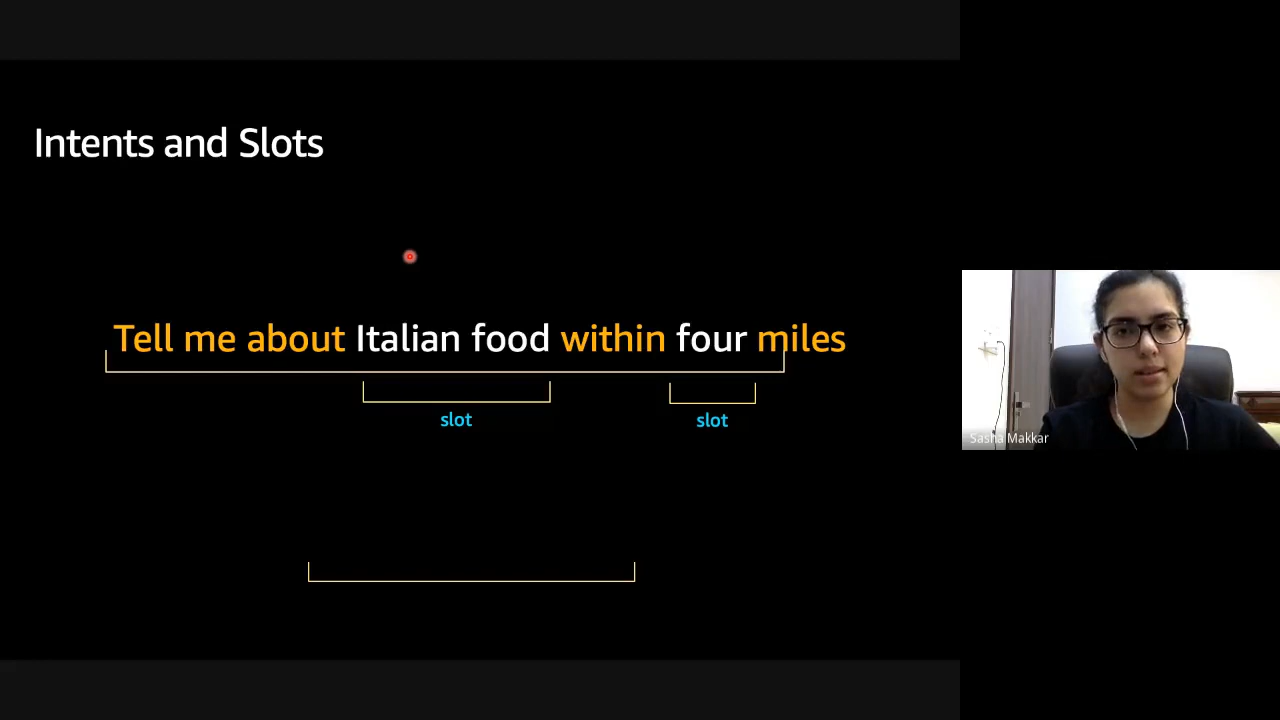 Intents and Slots
Tell me about Italian food within four miles
slot slot
Sasha Makkar